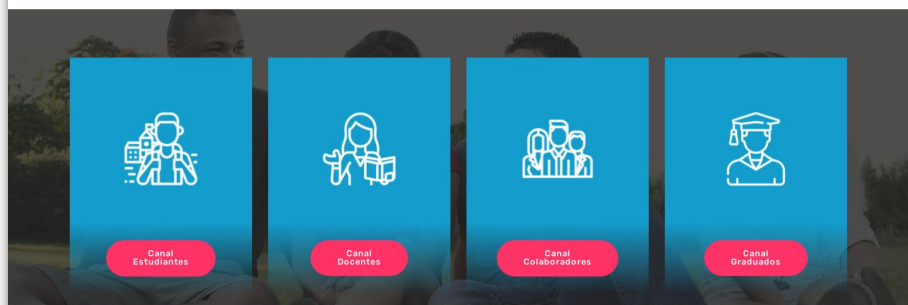 Canal
Estudiantes
Canal
Docentes
Canal
Colaboradores
Canal
Graduados